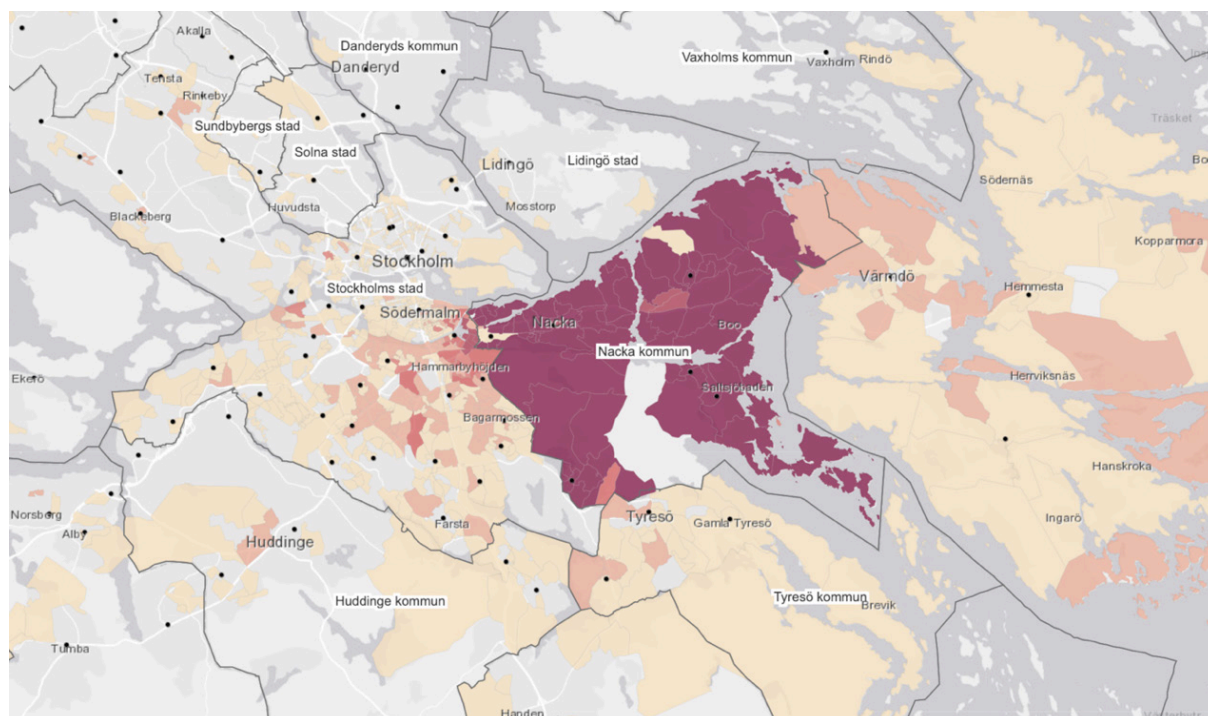 Akalla
Danderyds kommun
Danderyd
Vaxholms kommun
Vaxholm
Rindö
Tensta
Rinkeby
Träsket
Sundbybergs stad
Solna stad
Lidingö
Lidingö stad
Södernäs
Huvudsta
Mosstorp
Blackeberg
Kopparmora
Stockholm
Värmdö
Stockholms stad
Hemmesta
Södermalm
Nacka
Boo
Nacka kommun
Hammarbyhöjden
Ekerö
Herrviksnäs
Saltsjöbaden
Bagarmossen
Hanskroka
Norsborg
Tyresö
Ingarö
Farsta
Gamla Tyresö
Alby
Huddinge
Huddinge kommun
Tyresö kommun
Brevik
Tumba
Handen